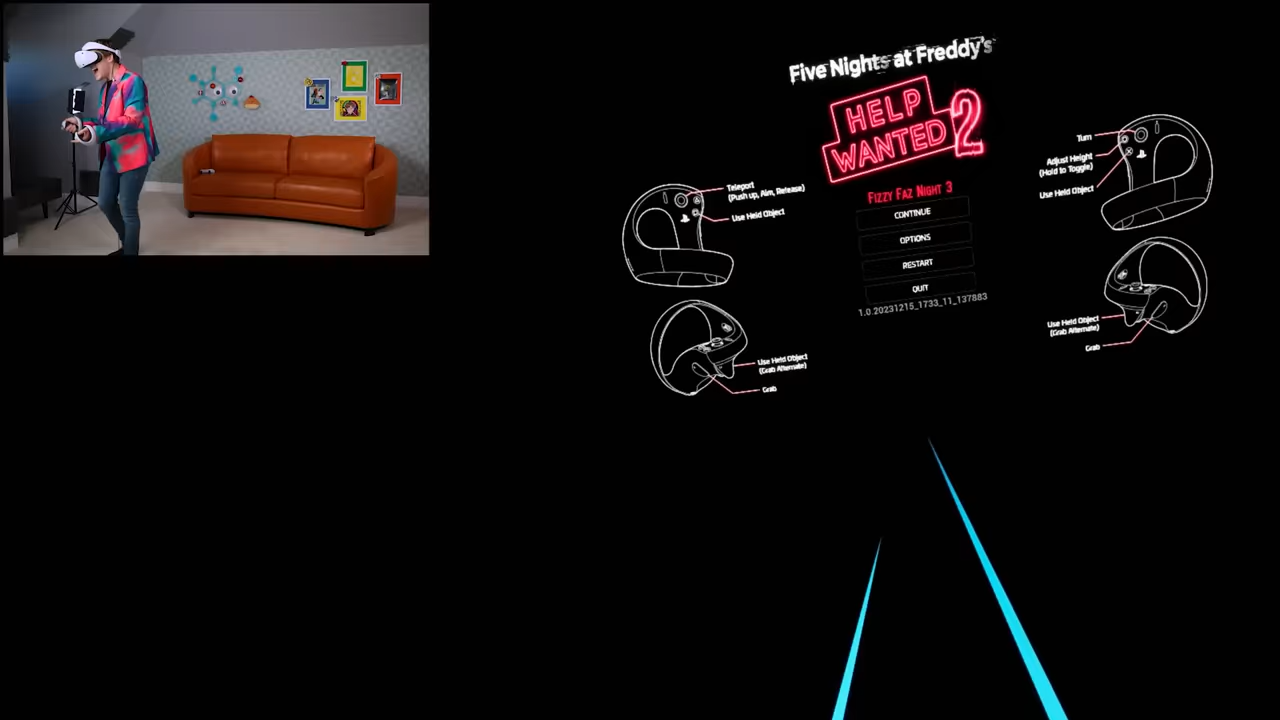 Five Nights at Freddy's
HELP
WANTED 2
FIZZY FAZ NIGHT 3
CONTINUE
OPTIONS
RESTART
QUIT
1.0.20231215_1733_11_137883
Teleport
(Push up, Aim, Release)
Use Held Object
Use Held Object
(Grab Alternate)
Grab
Turn
Adjust Height
(Hold to Toggle)
Use Held Object
Use Held Object
(Grab Alternate)
Grab